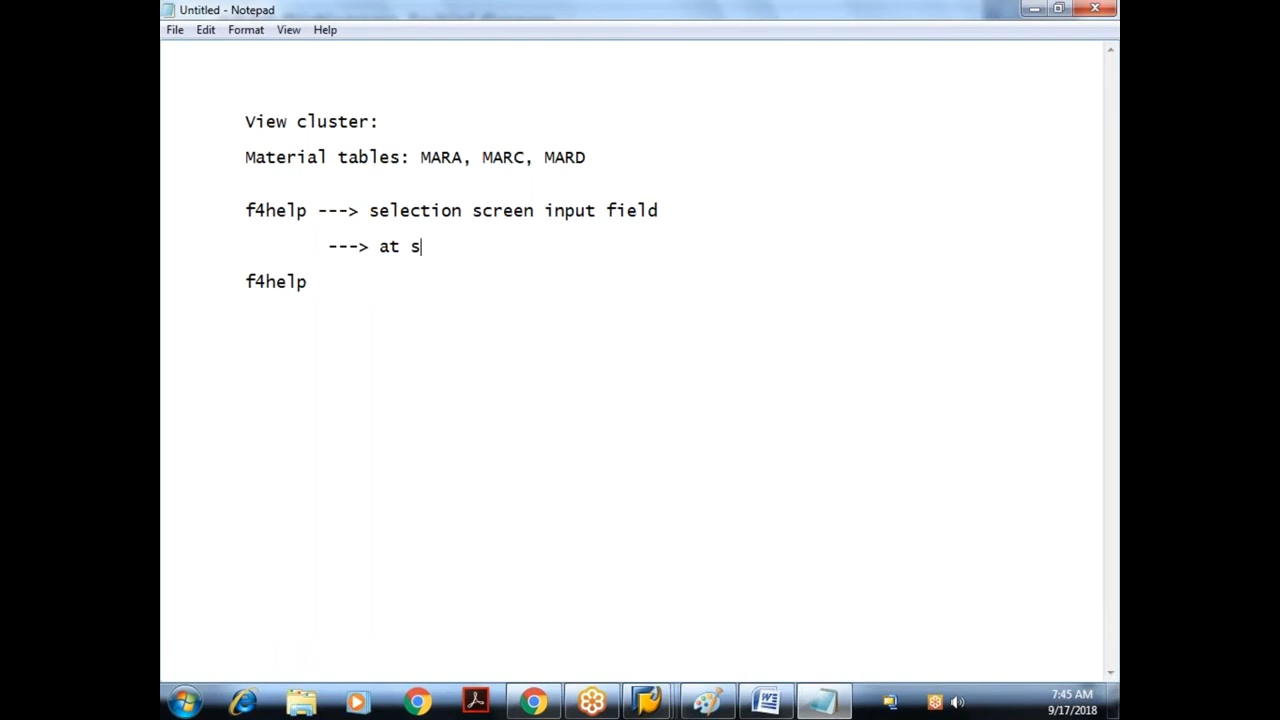 Untitled - Notepad
File Edit Format View Help
View cluster:
Material tables: MARA, MARC, MARD
f4help ---> selection screen input field
---> at s
f4help
7:45 AM
9/17/2018